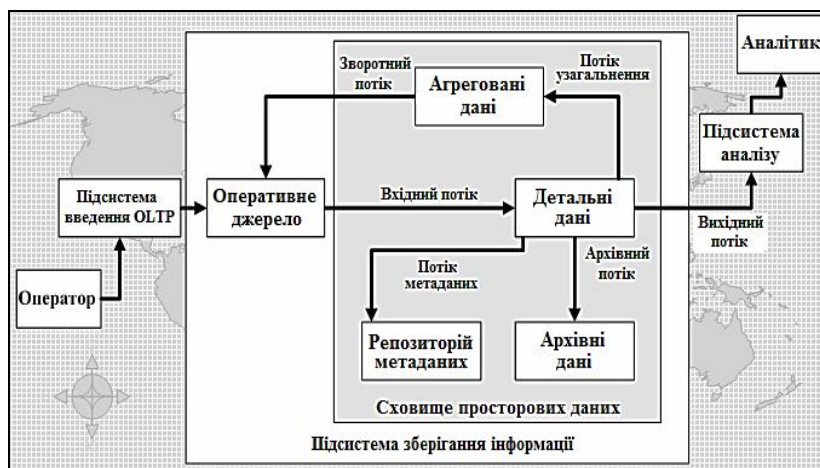 Аналітик
Зворотний
потік
Потік
узагальнення
Агреговані
дані
Підсистема
аналізу
Підсистема
введення OLTP
Оперативне
джерело
Вхідний потік
Детальні
дані
Вихідний
потік
Оператор
Потік
метаданих
Архівний
потік
Репозиторій
метаданих
Архівні
дані
Сховище просторових даних
Підсистема зберігання інформації